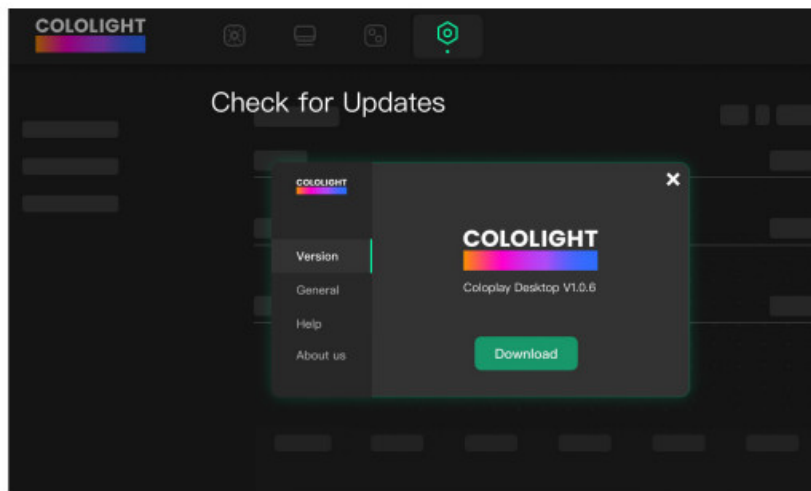 COLOLIGHT
Check for Updates
COLOLIGHT
Version
General
Help
About us
COLOLIGHT
Coloplay Desktop V1.0.6
Download